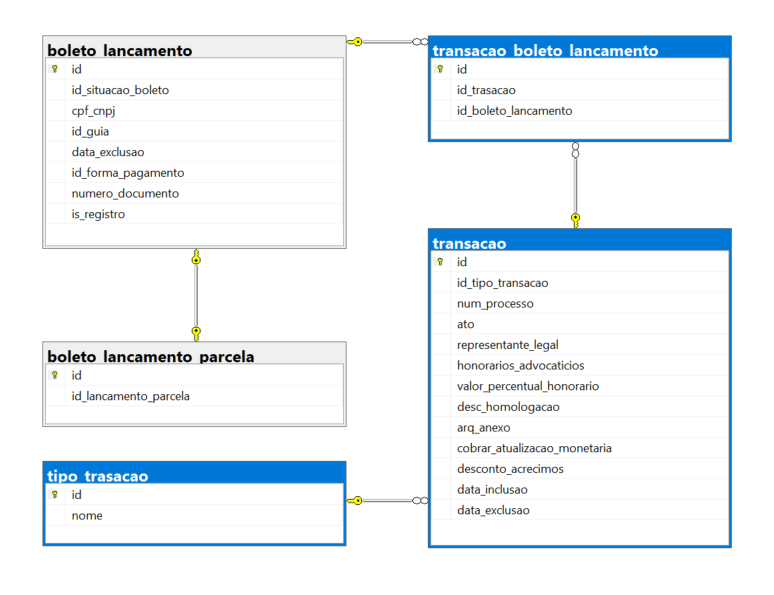 boleto_lancamento
id
id_situacao_boleto
cpf_cnpj
id_guia
data_exclusao
id_forma_pagamento
numero_documento
is_registro
transacao_boleto_lancamento
id
id_trasacao
id_boleto_lancamento
boleto_lancamento_parcela
id
id_lancamento_parcela
tipo_trasacao
id
nome
transacao
id
id_tipo_transacao
num_processo
ato
representante_legal
honorarios_advocaticios
valor_percentual_honorario
desc_homologacao
arq_anexo
cobrar_atualizacao_monetaria
desconto_acrecimos
data_inclusao
data_exclusao